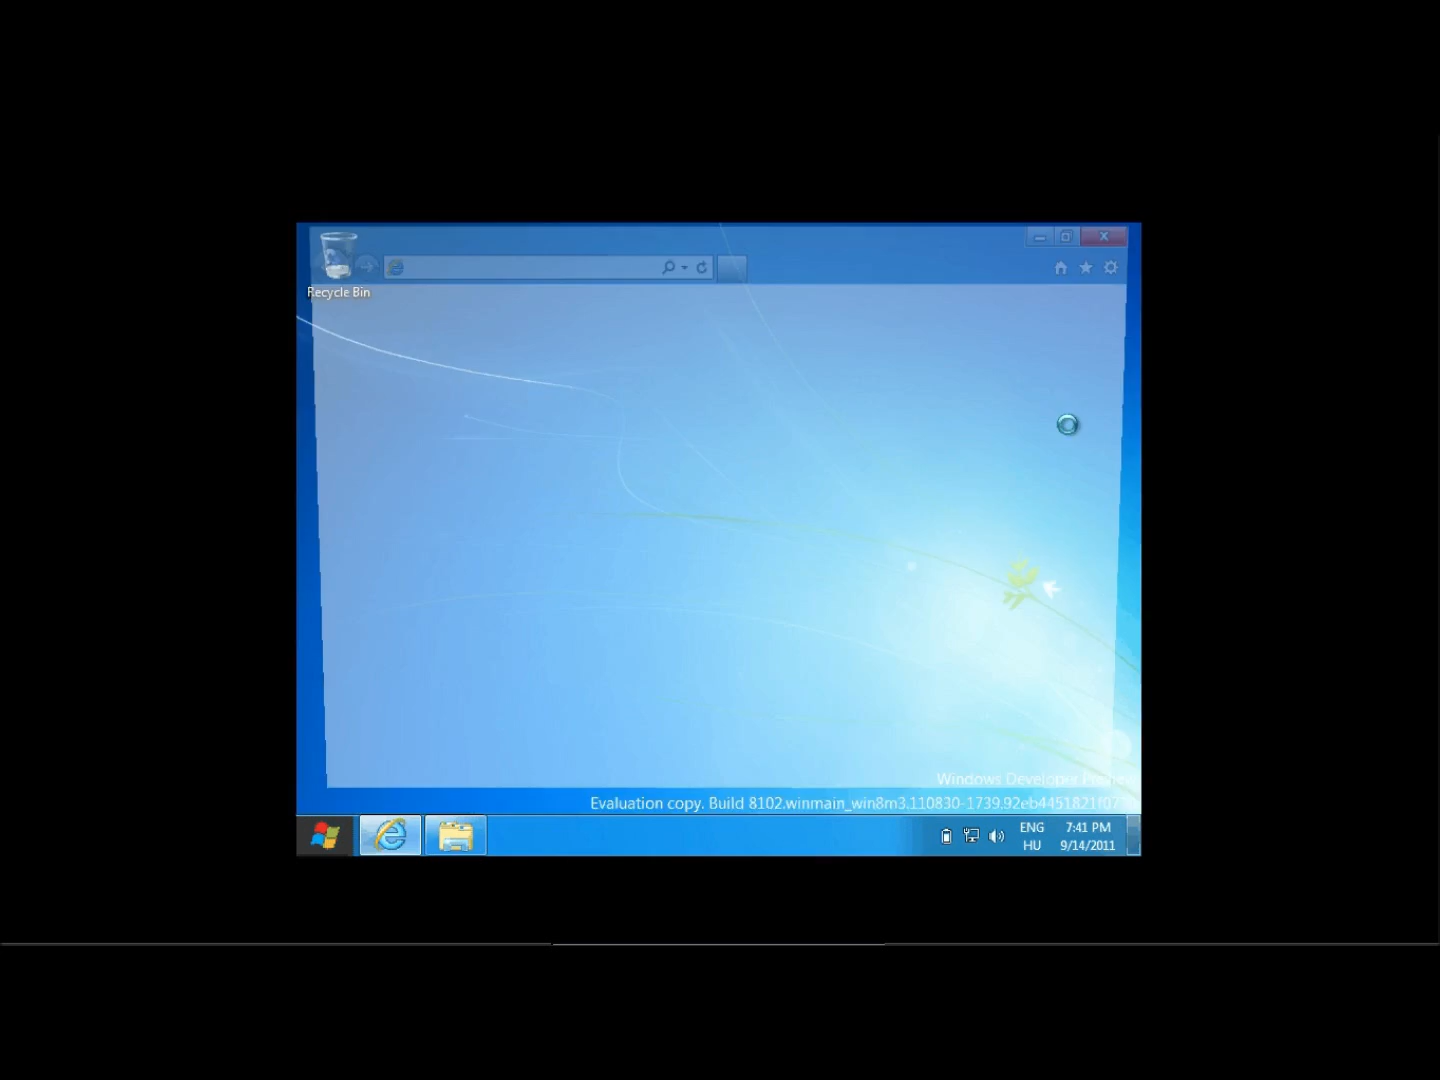 Recycle Bin
Windows Developer Preview
Evaluation copy. Build 8102.winmain_win8m3.110830-1739.92eb4451821f07
ENG
7:41 PM
HU
9/14/2011